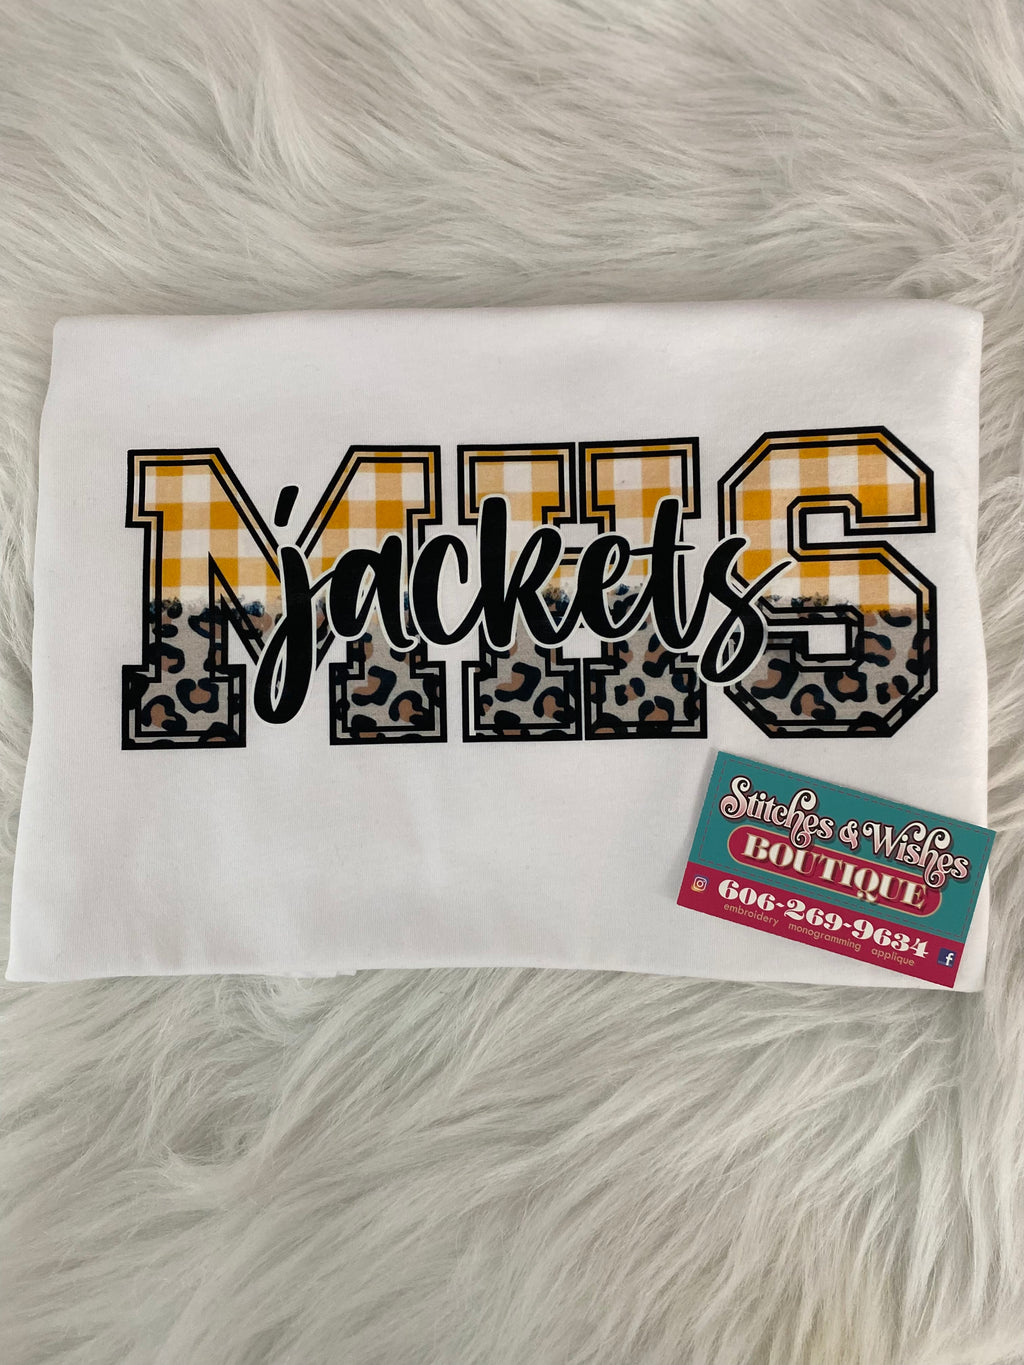 MHS
jackets
Stitches & Wishes
BOUTIQUE
606-269-9634
embroidery monogramming applique
f